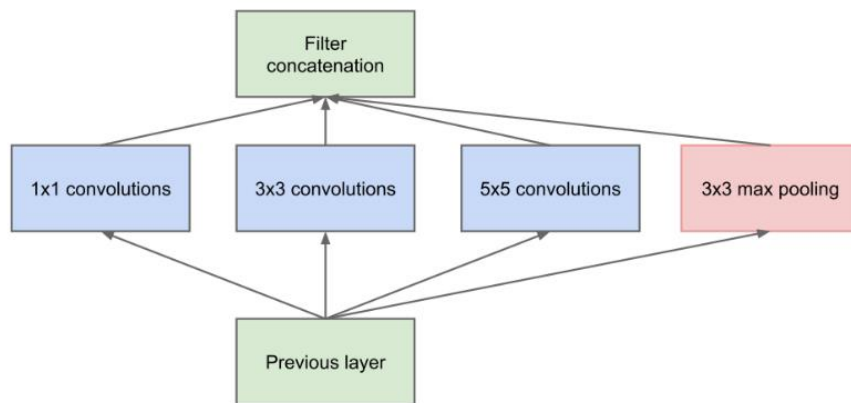 Filter
concatenation
1x1 convolutions
3x3 convolutions
5x5 convolutions
3x3 max pooling
Previous layer